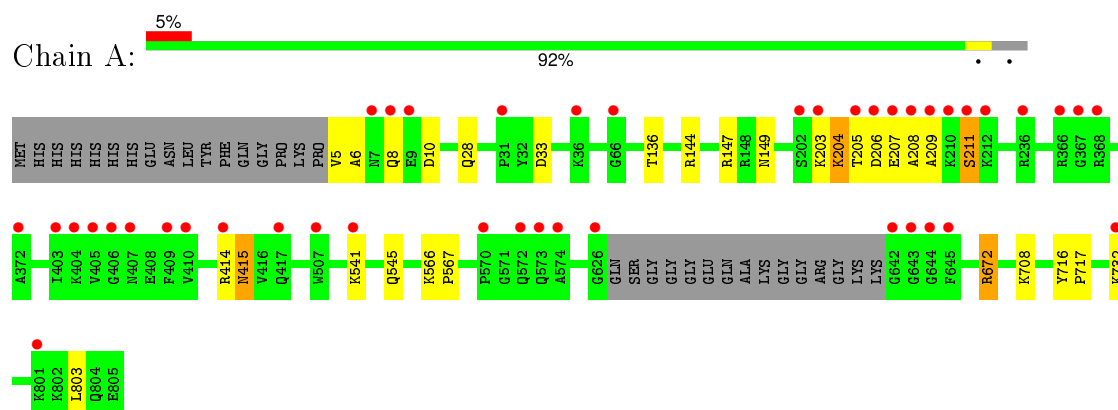 5%
Chain A:
92%
MET HIS HIS HIS HIS HIS HIS GLU ASN LEU TYR PHE GLN GLY PRO LYS PRO V5 A6 N7 Q8 E9 D10 Q28 P31 Y32 D33 K36 G66 T136 R144 R147 R148 N149 S202 K203 K204 T205 D206 E207 A208 A209 K210 S211 K212 R236 R366 G367 R368
A372 I403 K404 V405 G406 N407 E408 F409 V410 R414 N415 V416 Q417 W507 K541 Q545 K566 P567 P570 G571 Q572 Q573 A574 G626 GLN SER GLY GLY GLY GLU GLN ALA LYS GLY GLY ARG GLY LYS LYS G642 G643 G644 F645 R672 K708 Y716 P717 K732
K801 K802 L803 Q804 E805